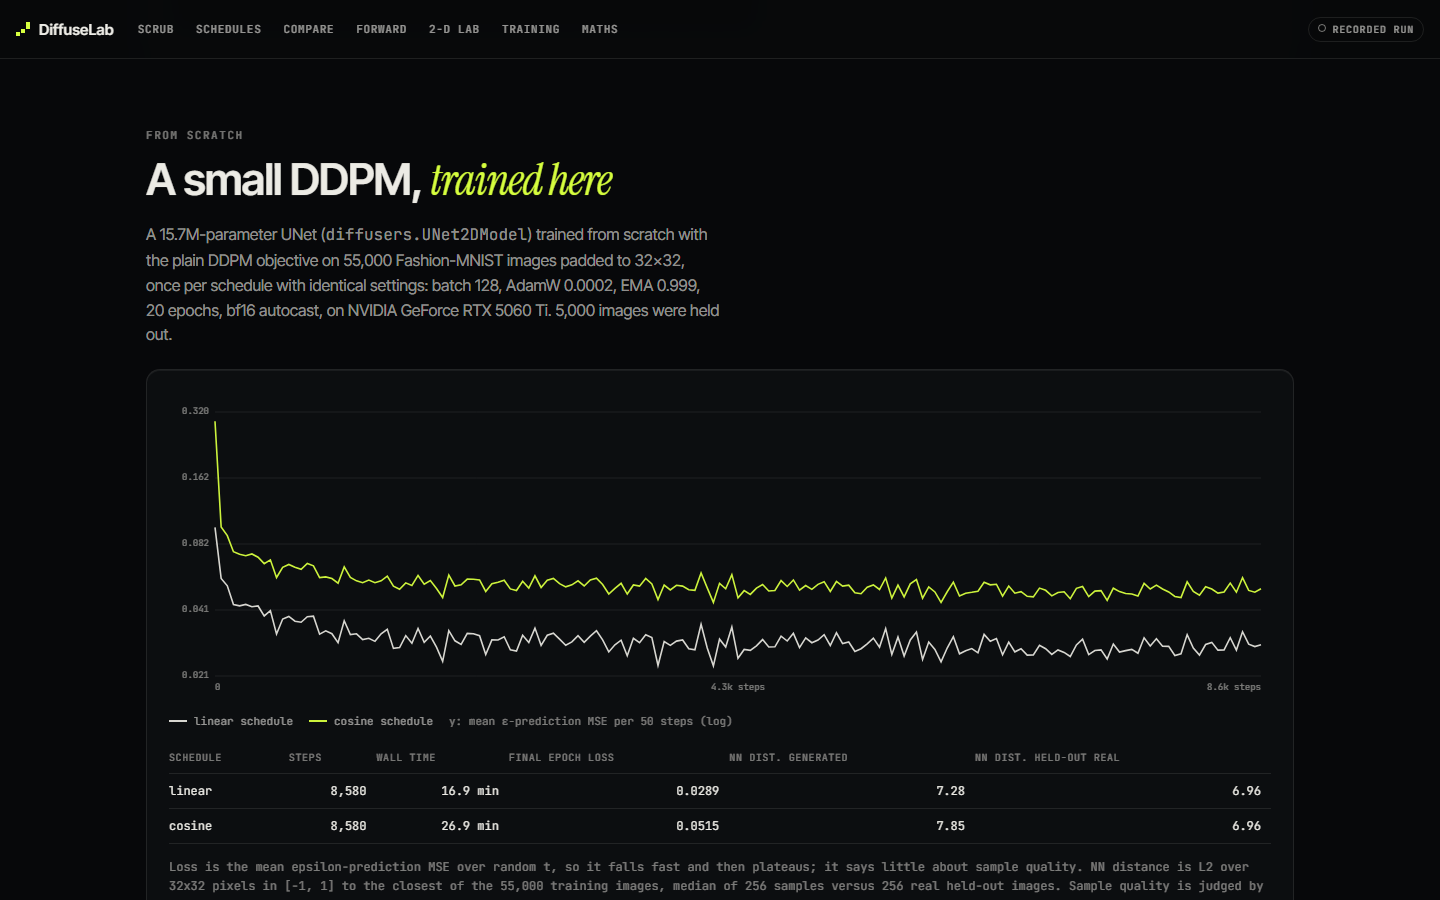 DiffuseLab SCRUB SCHEDULES COMPARE FORWARD 2-D LAB TRAINING MATHS RECORDED RUN
FROM SCRATCH
A small DDPM, trained here
A 15.7M-parameter UNet (diffusers.UNet2DModel) trained from scratch with
the plain DDPM objective on 55,000 Fashion-MNIST images padded to 32×32,
once per schedule with identical settings: batch 128, AdamW 0.0002, EMA 0.999,
20 epochs, bf16 autocast, on NVIDIA GeForce RTX 5060 Ti. 5,000 images were held
out.
0.320
0.162
0.082
0.041
0.021
0 4.3k steps 8.6k steps
linear schedule cosine schedule y: mean ε-prediction MSE per 50 steps (log)
SCHEDULE STEPS WALL TIME FINAL EPOCH LOSS NN DIST. GENERATED NN DIST. HELD-OUT REAL
linear 8,580 16.9 min 0.0289 7.28 6.96
cosine 8,580 26.9 min 0.0515 7.85 6.96
Loss is the mean epsilon-prediction MSE over random t, so it falls fast and then plateaus; it says little about sample quality. NN distance is L2 over
32x32 pixels in [-1, 1] to the closest of the 55,000 training images, median of 256 samples versus 256 real held-out images. Sample quality is judged by